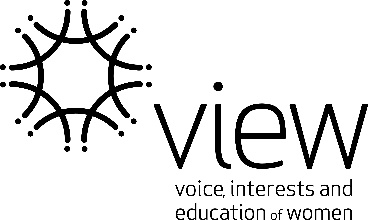 view
voice, interests and
education of women